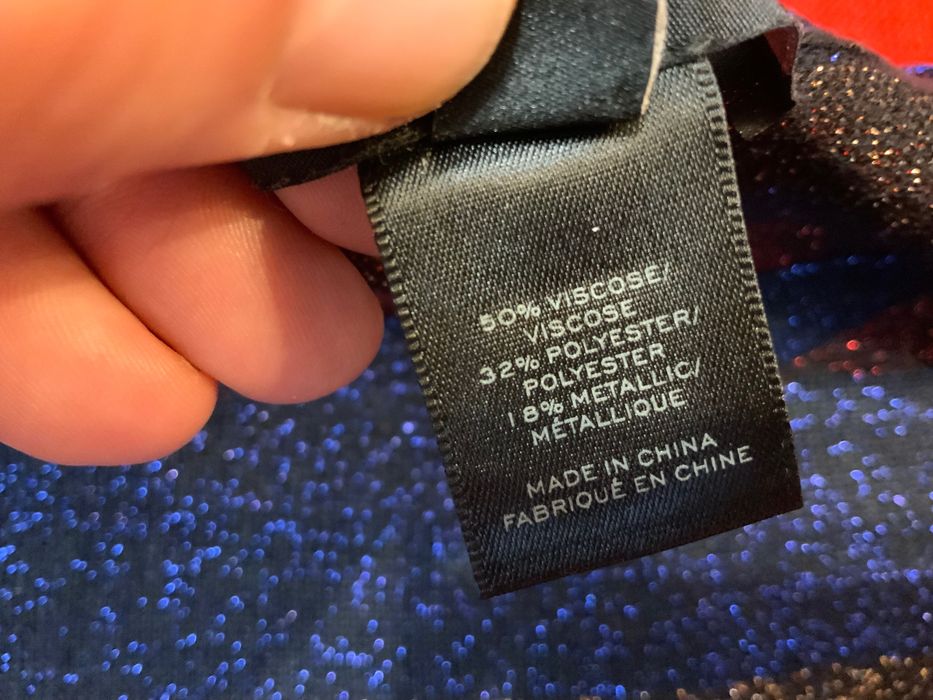 50% VISCOSE/
VISCOSE
32% POLYESTER/
POLYESTER
18% METALLIC/
MÉTALLIQUE
MADE IN CHINA
FABRIQUÉ EN CHINE